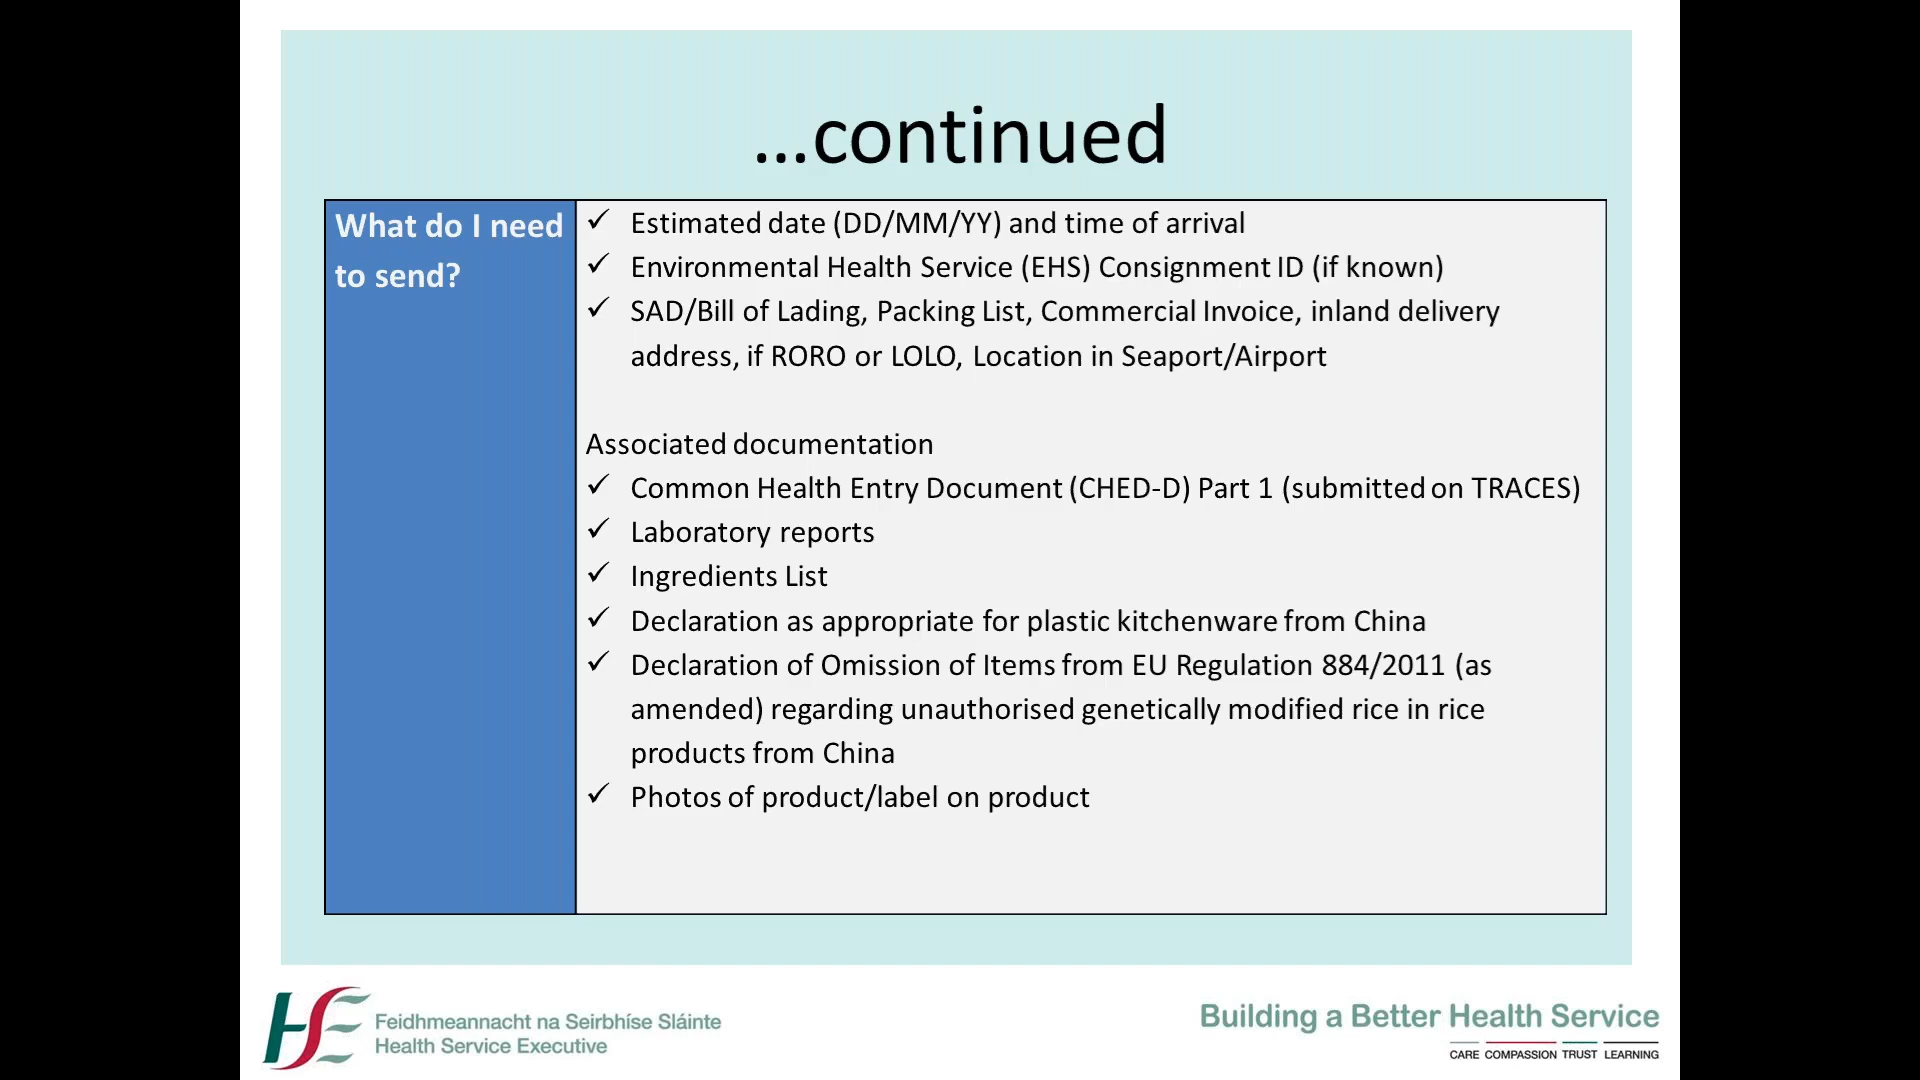 ...continued
What do I need
to send?
✓ Estimated date (DD/MM/YY) and time of arrival
✓ Environmental Health Service (EHS) Consignment ID (if known)
✓ SAD/Bill of Lading, Packing List, Commercial Invoice, inland delivery
address, if RORO or LOLO, Location in Seaport/Airport
Associated documentation
✓ Common Health Entry Document (CHED-D) Part 1 (submitted on TRACES)
✓ Laboratory reports
✓ Ingredients List
✓ Declaration as appropriate for plastic kitchenware from China
✓ Declaration of Omission of Items from EU Regulation 884/2011 (as
amended) regarding unauthorised genetically modified rice in rice
products from China
✓ Photos of product/label on product
HSE
Feidhmeannacht na Seirbhíse Sláinte
Health Service Executive
Building a Better Health Service
CARE COMPASSION TRUST LEARNING